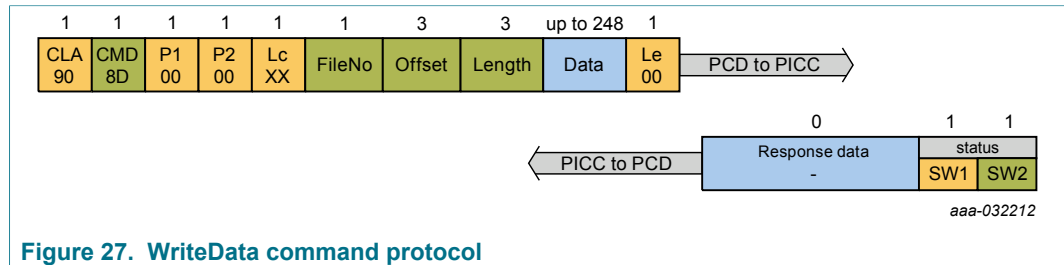 1 1 1 1 1 1 3 3 up to 248 1
CLA CMD P1 P2 Lc FileNo Offset Length Data Le PCD to PICC
90 8D 00 00 XX 00
0 1 1
PICC to PCD Response data status
- SW1 SW2
aaa-032212
Figure 27. WriteData command protocol